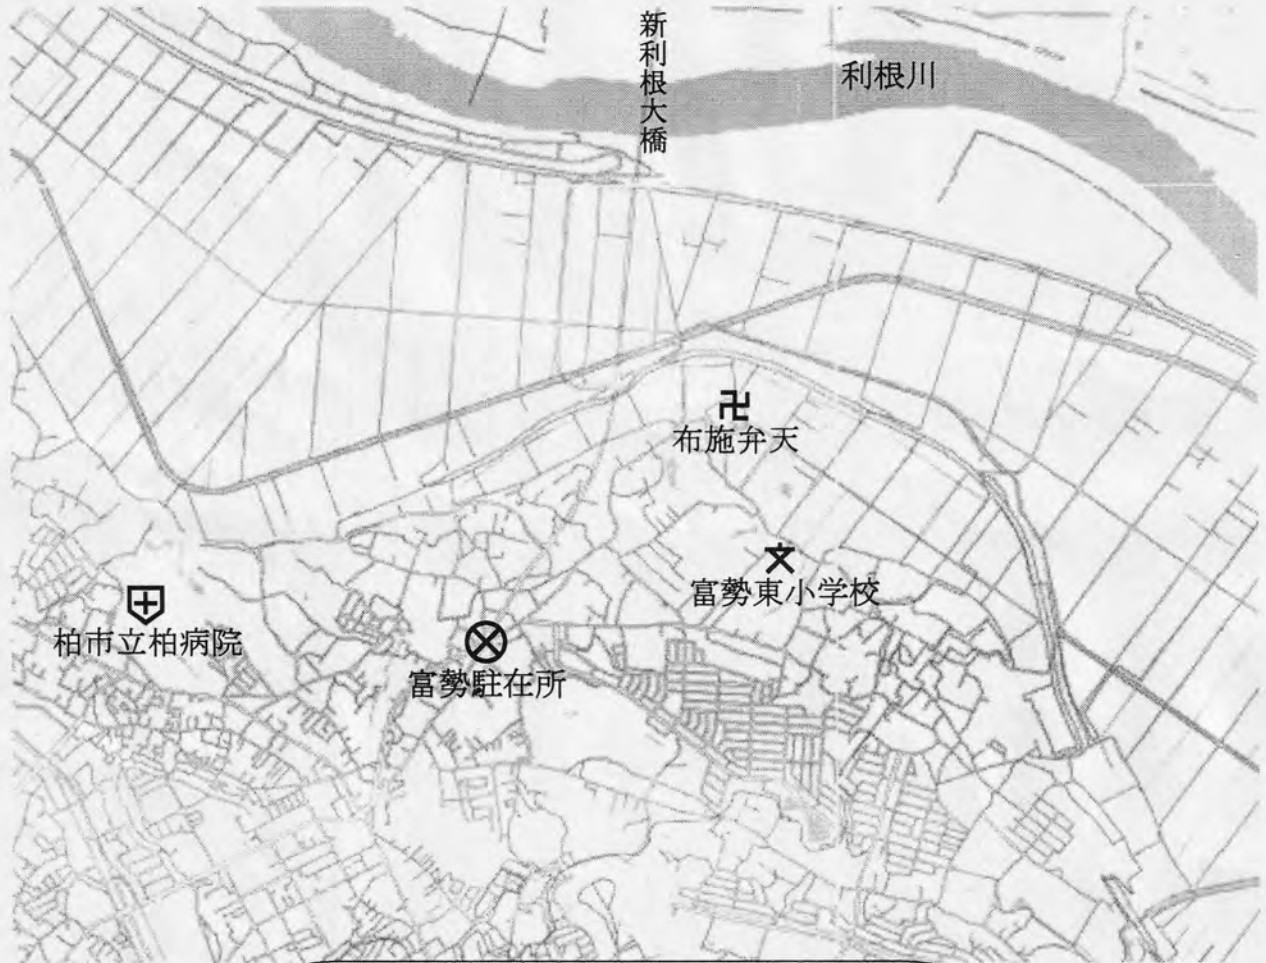 新利根大橋
利根川
布施弁天
富勢東小学校
柏市立柏病院
富勢駐在所